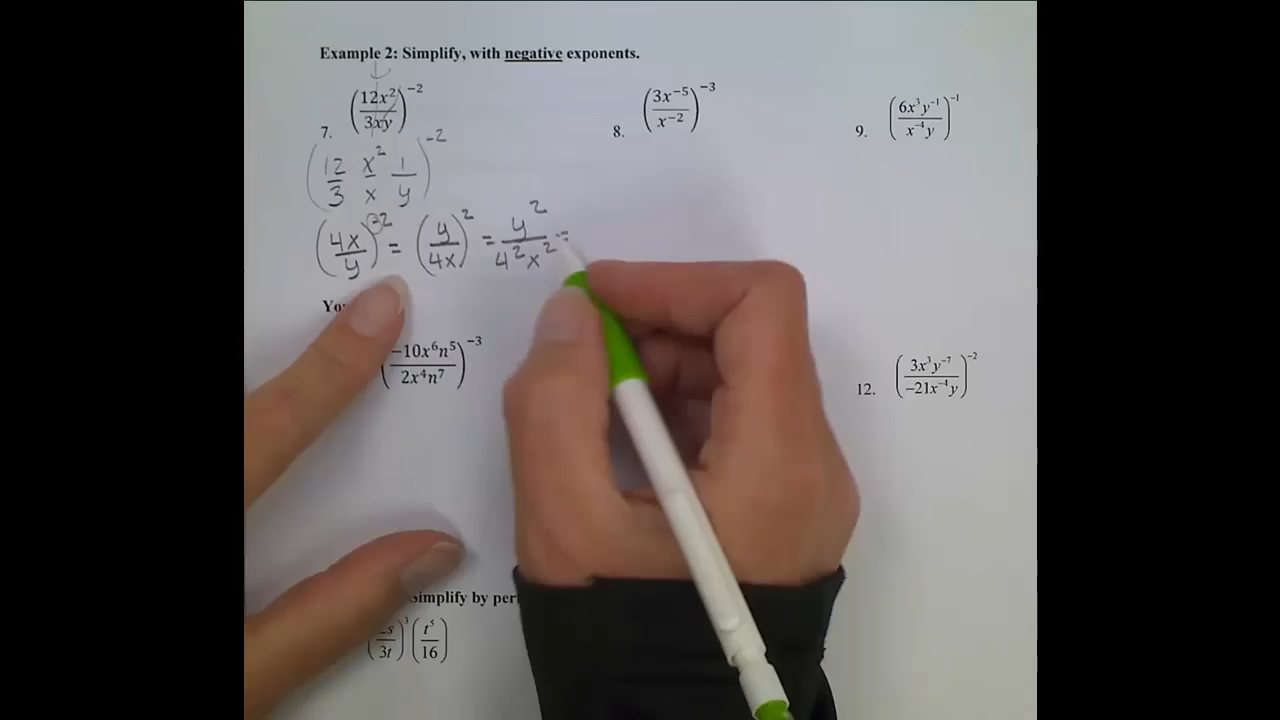 Example 2: Simplify, with negative exponents.
7. (12x²/3xy)⁻² 8. (3x⁻⁵/x⁻²)⁻³ 9. (6x³y⁻¹/x⁻⁴y)⁻¹
(12/3 x²/x 1/y)⁻²
(4x/y)⁻² = (y/4x)² = y²/4²x² =
(−10x⁶n⁵/2x⁴n⁷)⁻³ 12. (3x³y⁻⁷/−21x⁻⁴y)⁻²
Simplify by
s/3t)³ (t⁵/16)